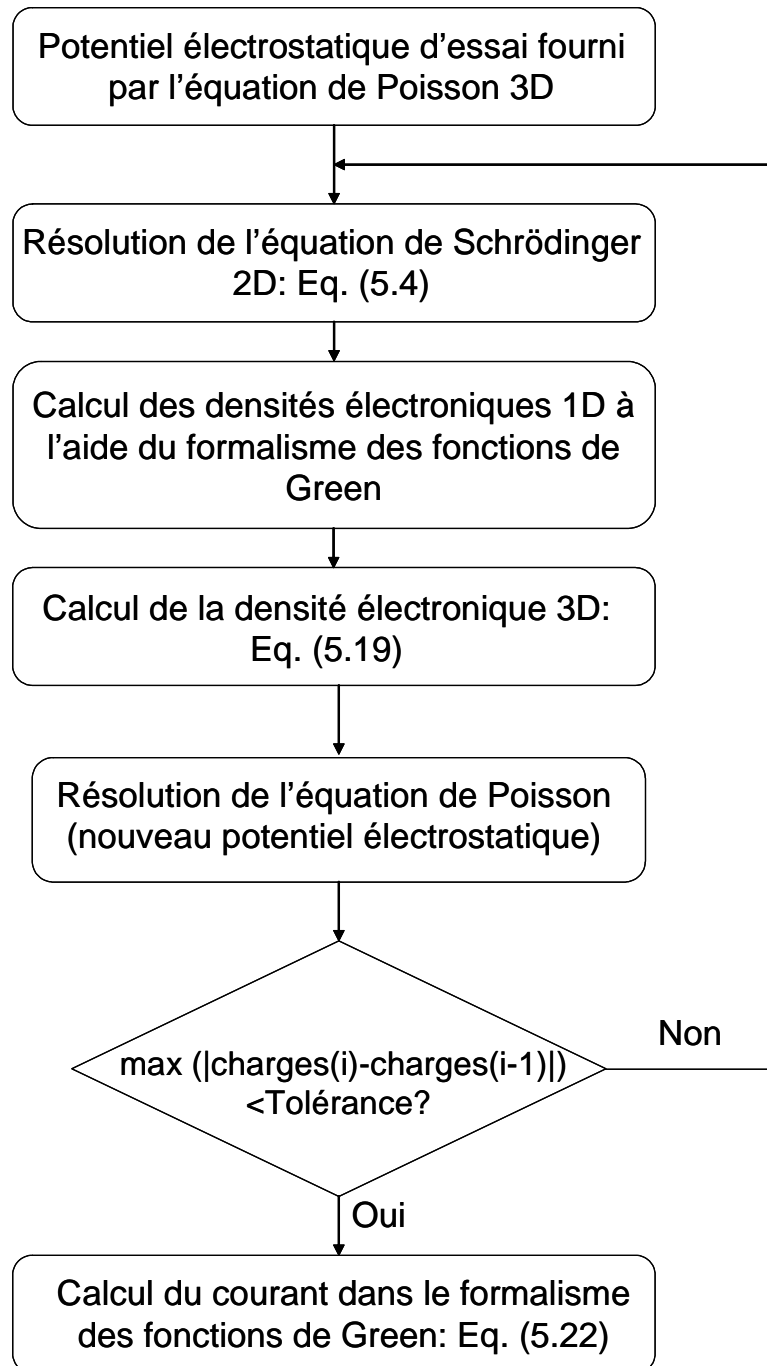 Potentiel électrostatique d'essai fourni
par l'équation de Poisson 3D
Résolution de l'équation de Schrödinger
2D: Eq. (5.4)
Calcul des densités électroniques 1D à
l'aide du formalisme des fonctions de
Green
Calcul de la densité électronique 3D:
Eq. (5.19)
Résolution de l'équation de Poisson
(nouveau potentiel électrostatique)
max (|charges(i)-charges(i-1)|)
<Tolérance?
Non
Oui
Calcul du courant dans le formalisme
des fonctions de Green: Eq. (5.22)